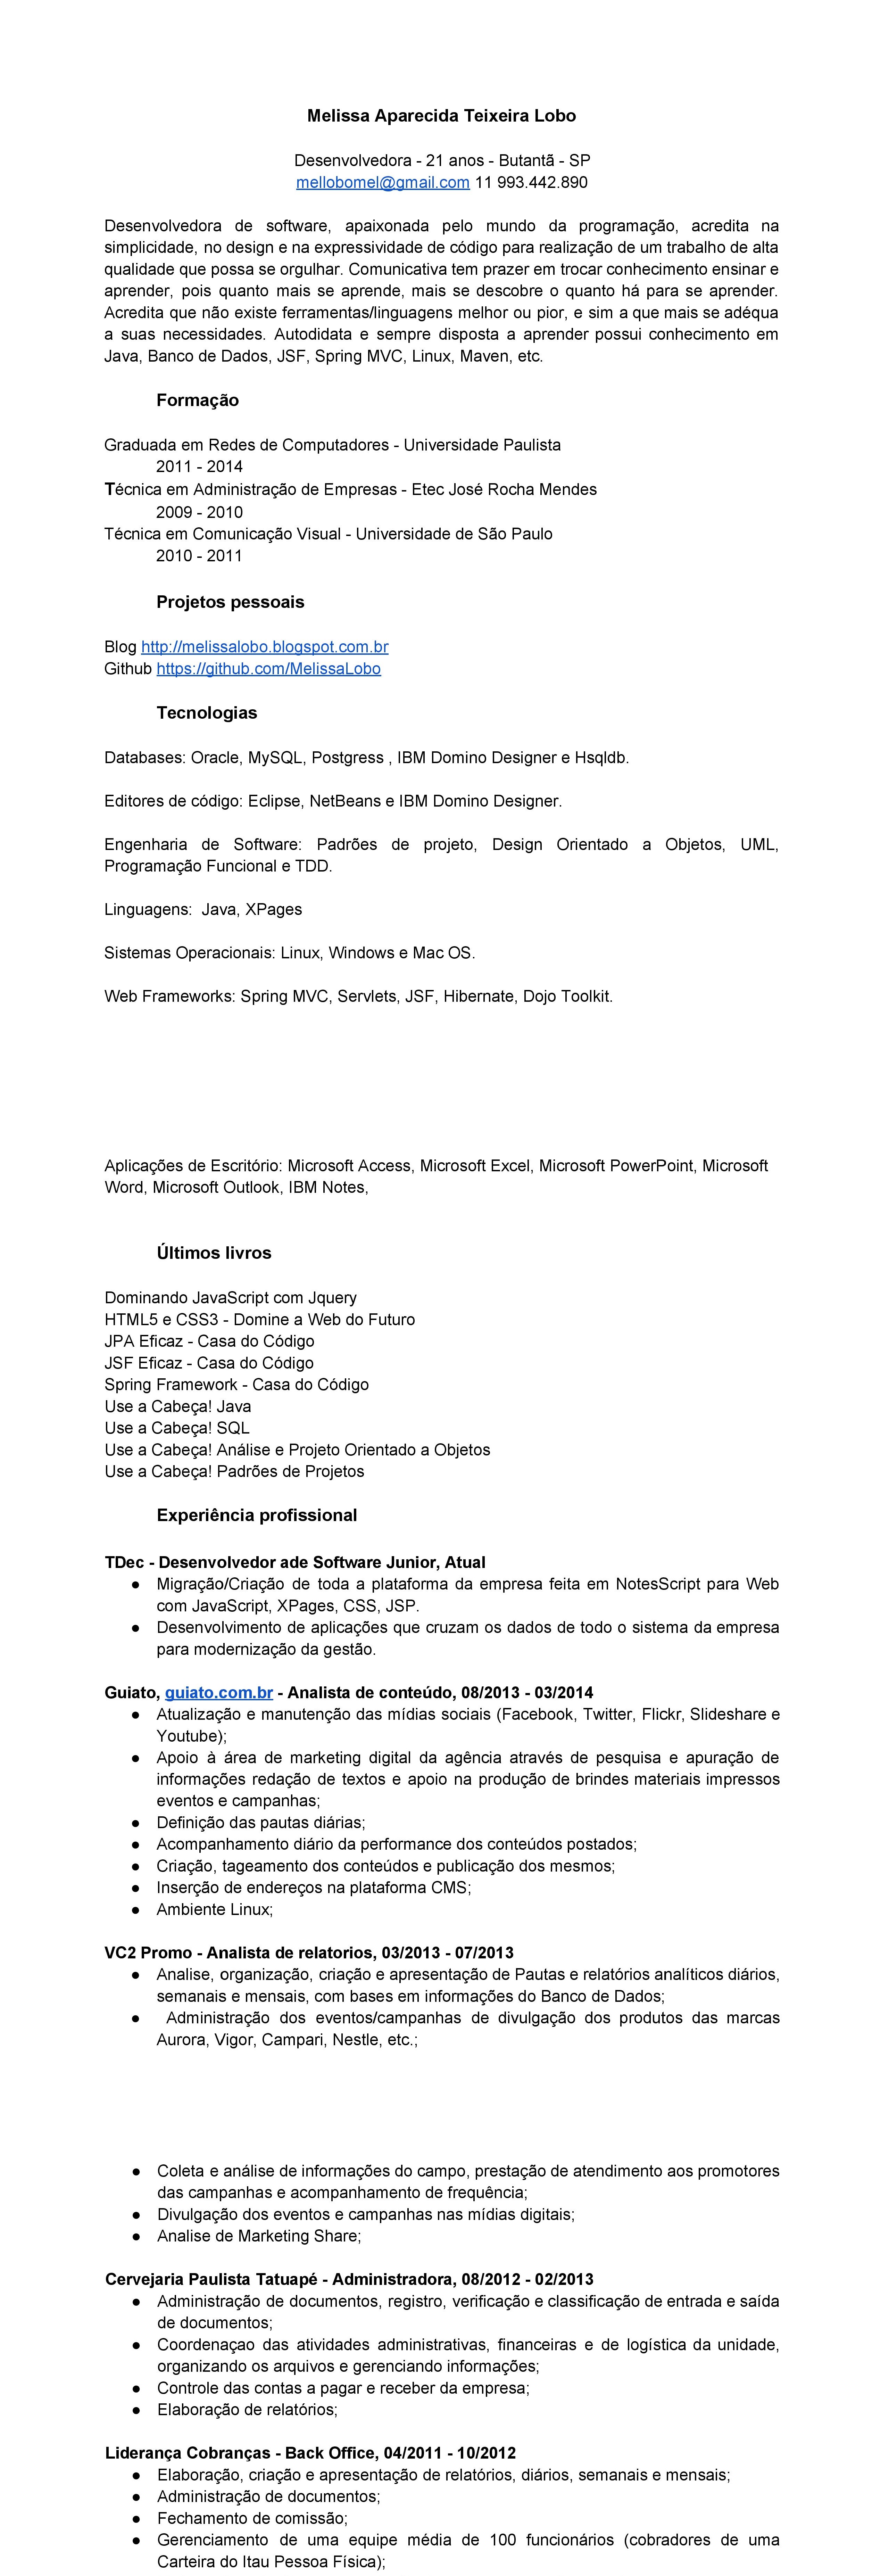 Melissa Aparecida Teixeira Lobo
Desenvolvedora - 21 anos - Butantã - SP
mellobomel@gmail.com 11 993.442.890
Desenvolvedora de software, apaixonada pelo mundo da programação, acredita na
simplicidade, no design e na expressividade de código para realização de um trabalho de alta
qualidade que possa se orgulhar. Comunicativa tem prazer em trocar conhecimento ensinar e
aprender, pois quanto mais se aprende, mais se descobre o quanto há para se aprender.
Acredita que não existe ferramentas/linguagens melhor ou pior, e sim a que mais se adéqua
a suas necessidades. Autodidata e sempre disposta a aprender possui conhecimento em
Java, Banco de Dados, JSF, Spring MVC, Linux, Maven, etc.
Formação
Graduada em Redes de Computadores - Universidade Paulista
2011 - 2014
Técnica em Administração de Empresas - Etec José Rocha Mendes
2009 - 2010
Técnica em Comunicação Visual - Universidade de São Paulo
2010 - 2011
Projetos pessoais
Blog http://melissalobo.blogspot.com.br
Github https://github.com/MelissaLobo
Tecnologias
Databases: Oracle, MySQL, Postgress , IBM Domino Designer e Hsqldb.
Editores de código: Eclipse, NetBeans e IBM Domino Designer.
Engenharia de Software: Padrões de projeto, Design Orientado a Objetos, UML,
Programação Funcional e TDD.
Linguagens:  Java, XPages
Sistemas Operacionais: Linux, Windows e Mac OS.
Web Frameworks: Spring MVC, Servlets, JSF, Hibernate, Dojo Toolkit.
Aplicações de Escritório: Microsoft Access, Microsoft Excel, Microsoft PowerPoint, Microsoft
Word, Microsoft Outlook, IBM Notes,
Últimos livros
Dominando JavaScript com Jquery
HTML5 e CSS3 - Domine a Web do Futuro
JPA Eficaz - Casa do Código
JSF Eficaz - Casa do Código
Spring Framework - Casa do Código
Use a Cabeça! Java
Use a Cabeça! SQL
Use a Cabeça! Análise e Projeto Orientado a Objetos
Use a Cabeça! Padrões de Projetos
Experiência profissional
TDec - Desenvolvedor ade Software Junior, Atual
● Migração/Criação de toda a plataforma da empresa feita em NotesScript para Web
com JavaScript, XPages, CSS, JSP.
● Desenvolvimento de aplicações que cruzam os dados de todo o sistema da empresa
para modernização da gestão.
Guiato, guiato.com.br - Analista de conteúdo, 08/2013 - 03/2014
● Atualização e manutenção das mídias sociais (Facebook, Twitter, Flickr, Slideshare e
Youtube);
● Apoio à área de marketing digital da agência através de pesquisa e apuração de
informações redação de textos e apoio na produção de brindes materiais impressos
eventos e campanhas;
● Definição das pautas diárias;
● Acompanhamento diário da performance dos conteúdos postados;
● Criação, tageamento dos conteúdos e publicação dos mesmos;
● Inserção de endereços na plataforma CMS;
● Ambiente Linux;
VC2 Promo - Analista de relatorios, 03/2013 - 07/2013
● Analise, organização, criação e apresentação de Pautas e relatórios analíticos diários,
semanais e mensais, com bases em informações do Banco de Dados;
● Administração dos eventos/campanhas de divulgação dos produtos das marcas
Aurora, Vigor, Campari, Nestle, etc.;
● Coleta e análise de informações do campo, prestação de atendimento aos promotores
das campanhas e acompanhamento de frequência;
● Divulgação dos eventos e campanhas nas mídias digitais;
● Analise de Marketing Share;
Cervejaria Paulista Tatuapé - Administradora, 08/2012 - 02/2013
● Administração de documentos, registro, verificação e classificação de entrada e saída
de documentos;
● Coordenaçao das atividades administrativas, financeiras e de logística da unidade,
organizando os arquivos e gerenciando informações;
● Controle das contas a pagar e receber da empresa;
● Elaboração de relatórios;
Liderança Cobranças - Back Office, 04/2011 - 10/2012
● Elaboração, criação e apresentação de relatórios, diários, semanais e mensais;
● Administração de documentos;
● Fechamento de comissão;
● Gerenciamento de uma equipe média de 100 funcionários (cobradores de uma
Carteira do Itau Pessoa Física);